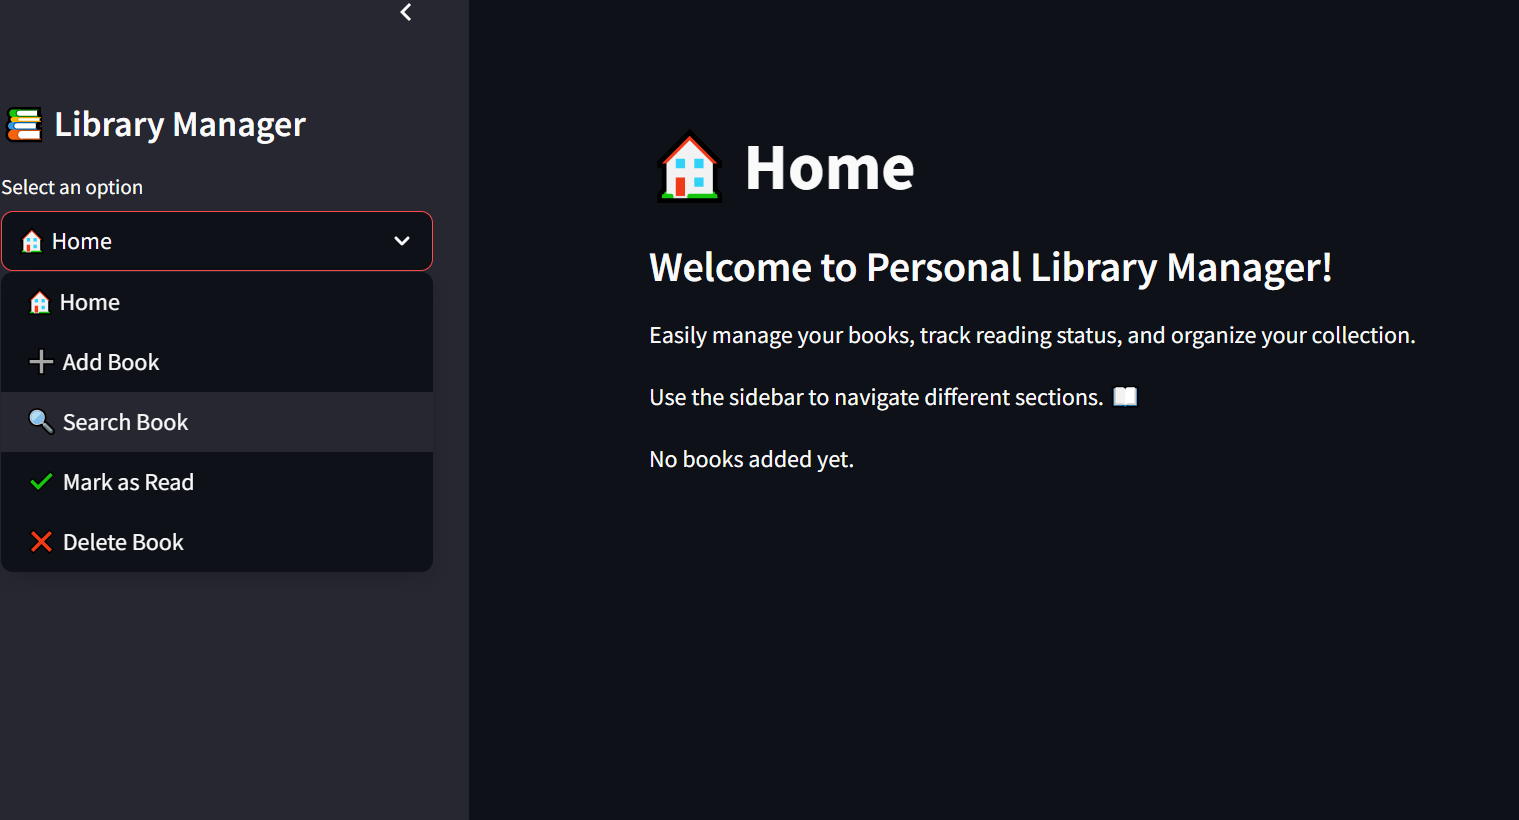 Library Manager
Select an option
Home
Home
Add Book
Search Book
Mark as Read
Delete Book
Home
Welcome to Personal Library Manager!
Easily manage your books, track reading status, and organize your collection.
Use the sidebar to navigate different sections.
No books added yet.